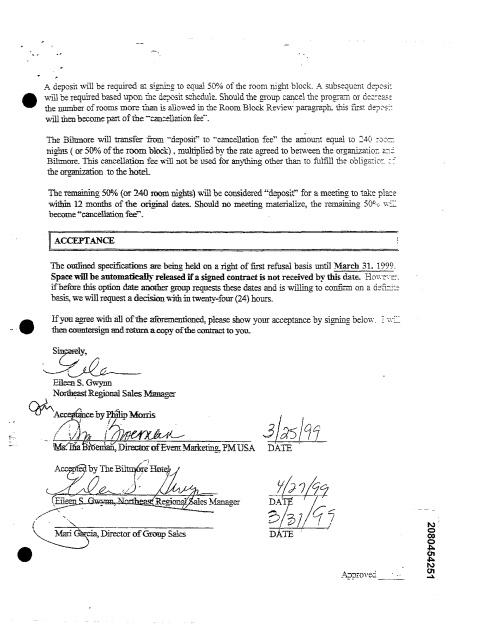 A deposit will be required at signing to equal 50% of the room night block. A subsequent deposit
will be required based upon the deposit schedule. Should the group cancel the program or decrease
the number of rooms more than is allowed in the Room Block Review paragraph, this first deposit
will then become part of the "cancellation fee".
The Biltmore will transfer from "deposit" to "cancellation fee" the amount equal to 240 room
nights ( or 50% of the room block) , multiplied by the rate agreed to between the organization and
Biltmore. This cancellation fee will not be used for anything other than to fulfill the obligation of
the organization to the hotel.
The remaining 50% (or 240 room nights) will be considered "deposit" for a meeting to take place
within 12 months of the original dates. Should no meeting materialize, the remaining 50% will
become "cancellation fee".
ACCEPTANCE
The outlined specifications are being held on a right of first refusal basis until March 31, 1999.
Space will be automatically released if a signed contract is not received by this date. However,
if before this option date another group requests these dates and is willing to confirm on a definite
basis, we will request a decision with in twenty-four (24) hours.
If you agree with all of the aforementioned, please show your acceptance by signing below. I will
then countersign and return a copy of the contract to you.
Sincerely,
Eileen S. Gwynn
Northeast Regional Sales Manager
Acceptance by Philip Morris
3/25/99
Ms. Ina Broeman, Director of Event Marketing, PM USA DATE
Accepted by The Biltmore Hotel
4/27/99
Eileen S. Gwynn, Northeast Regional Sales Manager DATE
3/31/99
Mari Garcia, Director of Group Sales DATE
2080454251
Approved